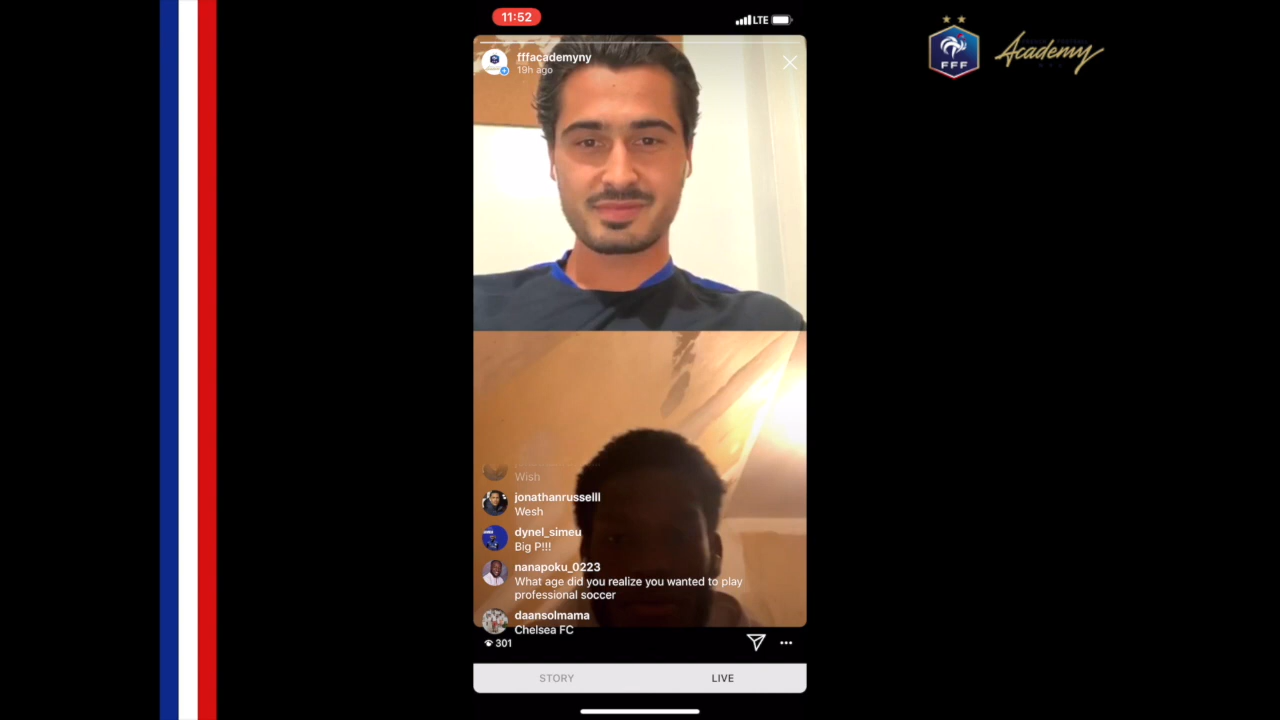 11:52
LTE
fffacademyny
19h ago
FFF
Academy
Wish
jonathanrusselll
Wesh
dynel_simeu
Big P!!!
nanapoku_0223
What age did you realize you wanted to play
professional soccer
daansolmama
Chelsea FC
301
STORY
LIVE